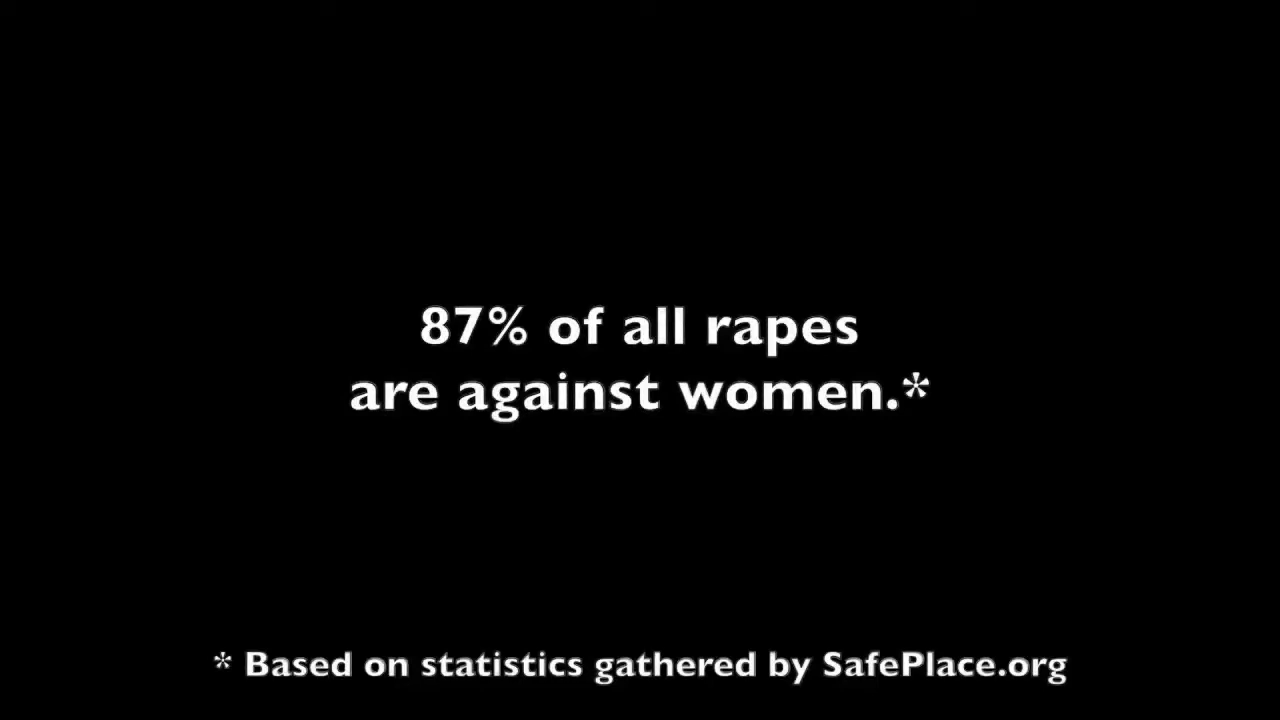 87% of all rapes
are against women.*
* Based on statistics gathered by SafePlace.org